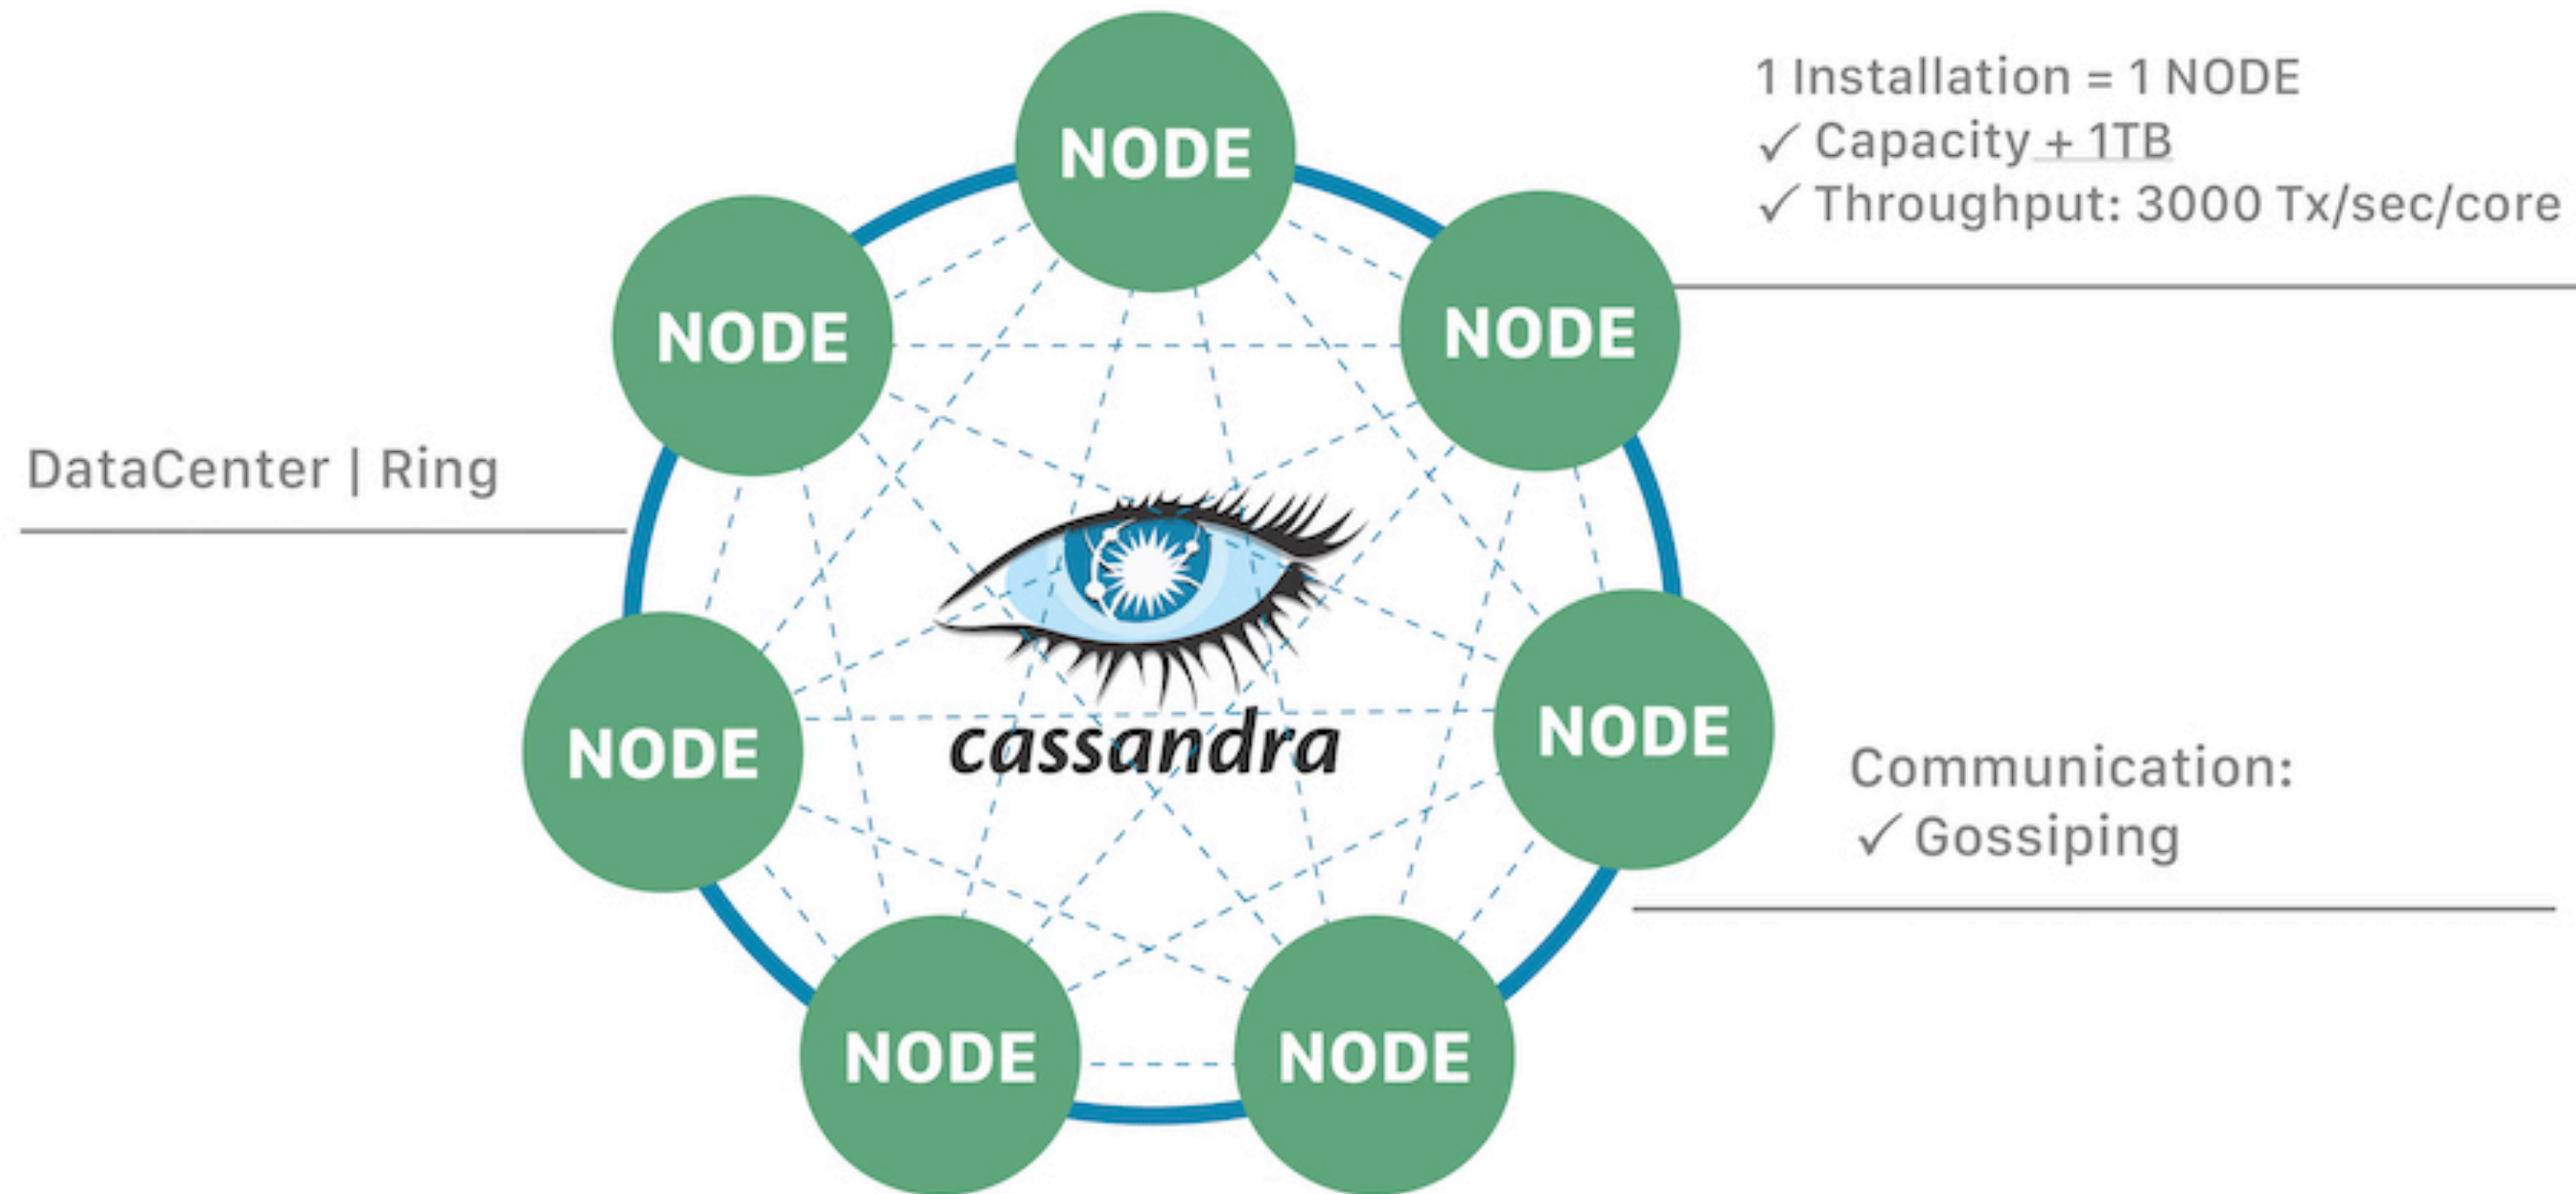 NODE
1 Installation = 1 NODE
✓ Capacity + 1TB
✓ Throughput: 3000 Tx/sec/core
NODE
NODE
DataCenter | Ring
cassandra
NODE
NODE
Communication:
✓ Gossiping
NODE
NODE